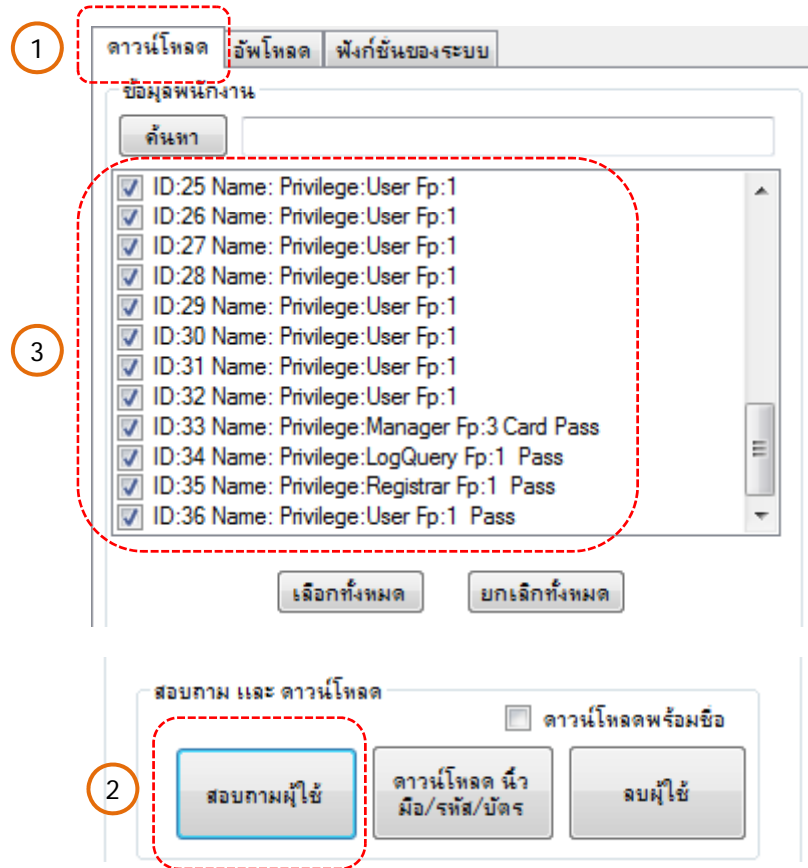 1
ดาวน์โหลด อัพโหลด ฟังก์ชั่นของระบบ
ข้อมูลพนักงาน
ค้นหา
ID:25 Name: Privilege:User Fp:1
ID:26 Name: Privilege:User Fp:1
ID:27 Name: Privilege:User Fp:1
ID:28 Name: Privilege:User Fp:1
ID:29 Name: Privilege:User Fp:1
ID:30 Name: Privilege:User Fp:1
3
ID:31 Name: Privilege:User Fp:1
ID:32 Name: Privilege:User Fp:1
ID:33 Name: Privilege:Manager Fp:3 Card Pass
ID:34 Name: Privilege:LogQuery Fp:1  Pass
ID:35 Name: Privilege:Registrar Fp:1  Pass
ID:36 Name: Privilege:User Fp:1  Pass
เลือกทั้งหมด ยกเลิกทั้งหมด
สอบถาม และ ดาวน์โหลด
ดาวน์โหลดพร้อมชื่อ
2
สอบถามผู้ใช้
ดาวน์โหลด นิ้ว
มือ/รหัส/บัตร
ลบผู้ใช้